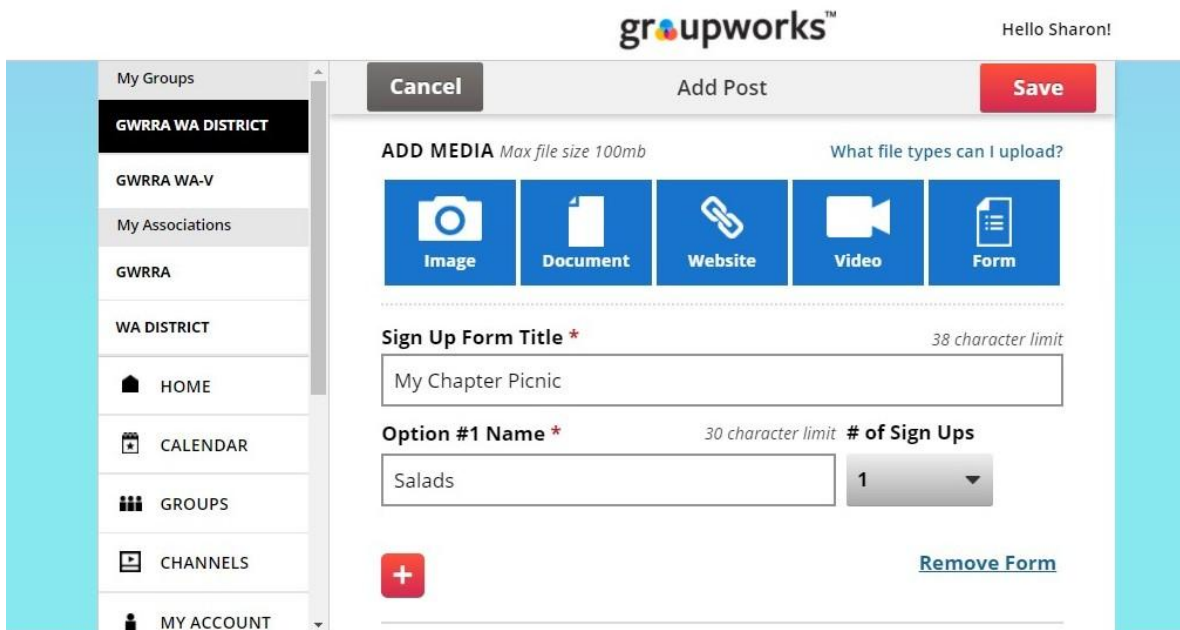 groupworks™
Hello Sharon!
My Groups
GWRRA WA DISTRICT
GWRRA WA-V
My Associations
GWRRA
WA DISTRICT
HOME
CALENDAR
GROUPS
CHANNELS
MY ACCOUNT
Cancel
Add Post
Save
ADD MEDIA Max file size 100mb
What file types can I upload?
Image
Document
Website
Video
Form
Sign Up Form Title *
38 character limit
My Chapter Picnic
Option #1 Name *
30 character limit
# of Sign Ups
Salads
1
+
Remove Form